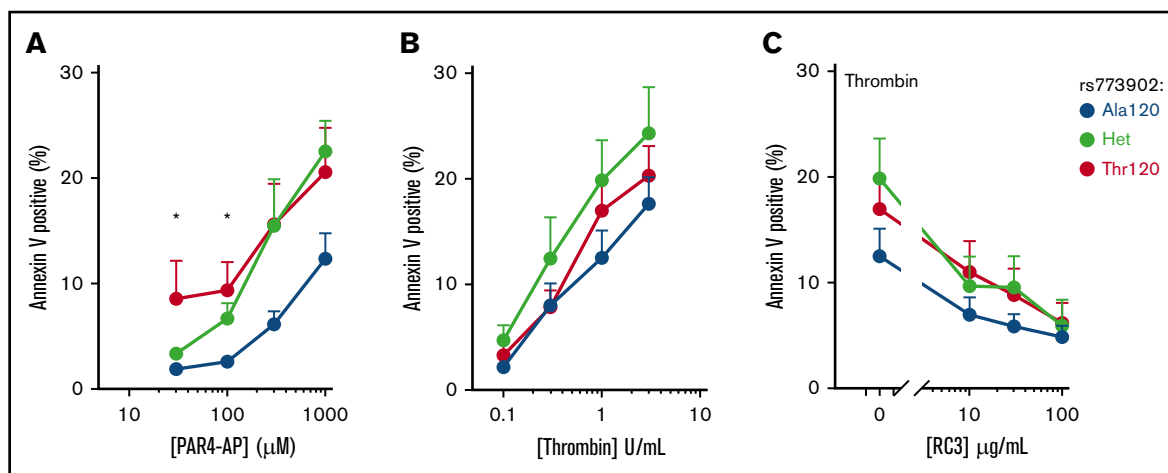 A
B
C
30
20
10
0
Annexin V positive (%)
*
*
10
100
1000
[PAR4-AP] (μM)
30
20
10
0
Annexin V positive (%)
0.1
1
10
[Thrombin] U/mL
30
20
10
0
Annexin V positive (%)
Thrombin
0
10
100
[RC3] μg/mL
rs773902:
Ala120
Het
Thr120